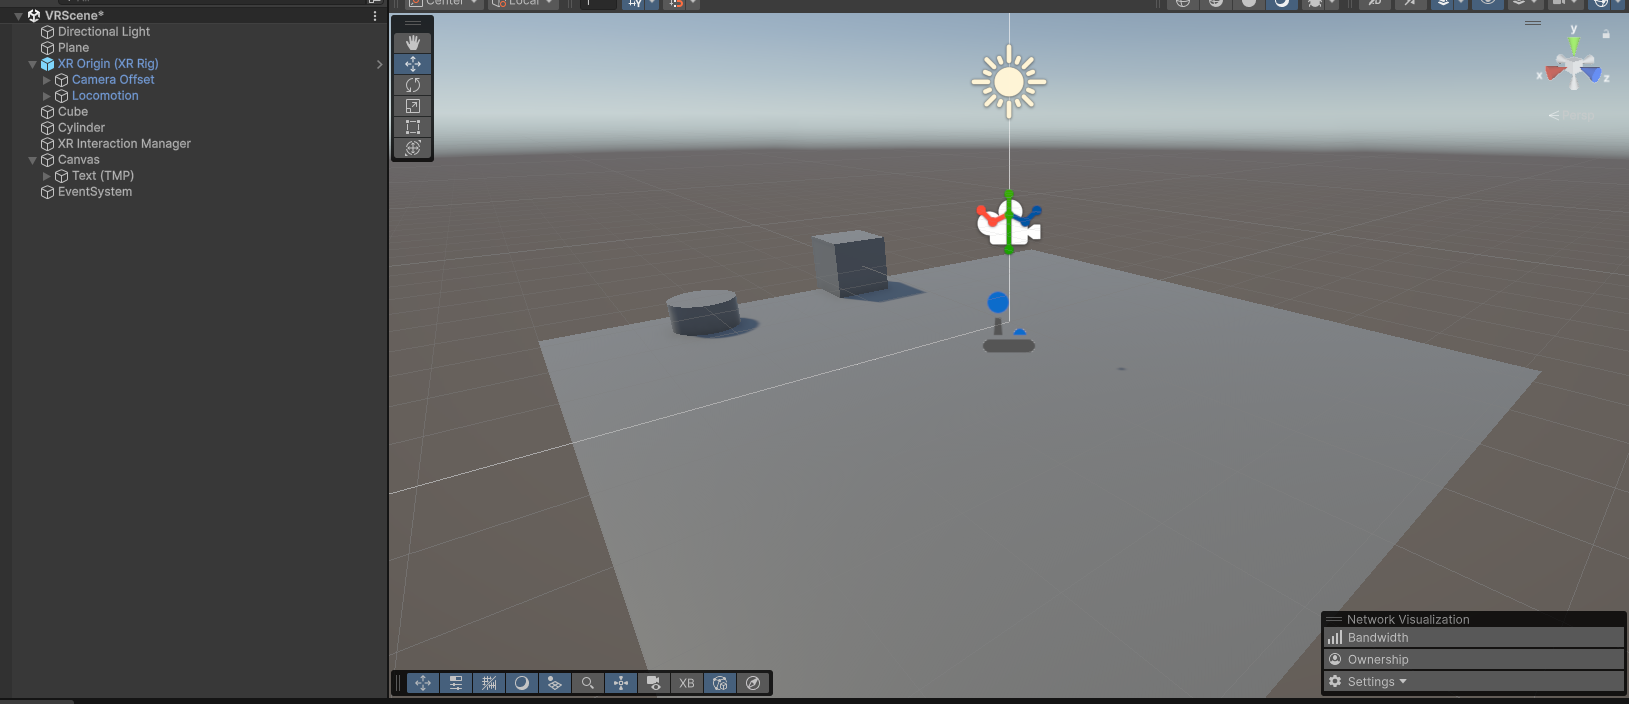 VRScene*
Directional Light
Plane
XR Origin (XR Rig)
Camera Offset
Locomotion
Cube
Cylinder
XR Interaction Manager
Canvas
Text (TMP)
EventSystem
Center
Local
1
y
x
z
Persp
XB
Network Visualization
Bandwidth
Ownership
Settings